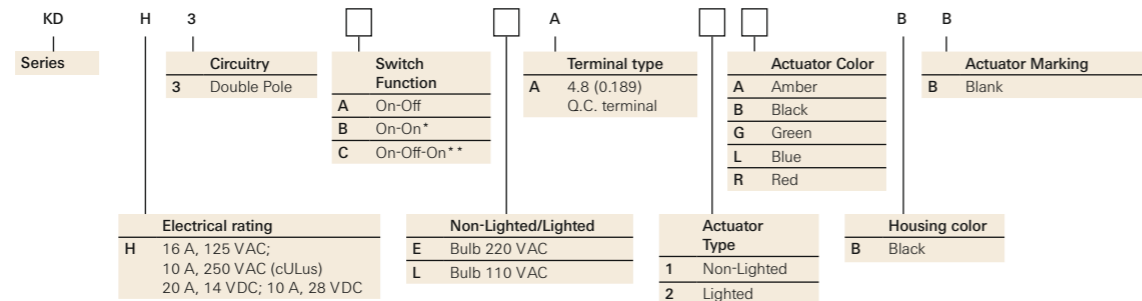 KD H 3 A B B
Series
Circuitry
3 Double Pole
Switch
Function
A On-Off
B On-On*
C On-Off-On**
Terminal type
A 4.8 (0.189)
Q.C. terminal
Actuator Color
A Amber
B Black
G Green
L Blue
R Red
Actuator Marking
B Blank
Electrical rating
H 16 A, 125 VAC;
10 A, 250 VAC (cULus)
20 A, 14 VDC; 10 A, 28 VDC
Non-Lighted/Lighted
E Bulb 220 VAC
L Bulb 110 VAC
Actuator
Type
1 Non-Lighted
2 Lighted
Housing color
B Black